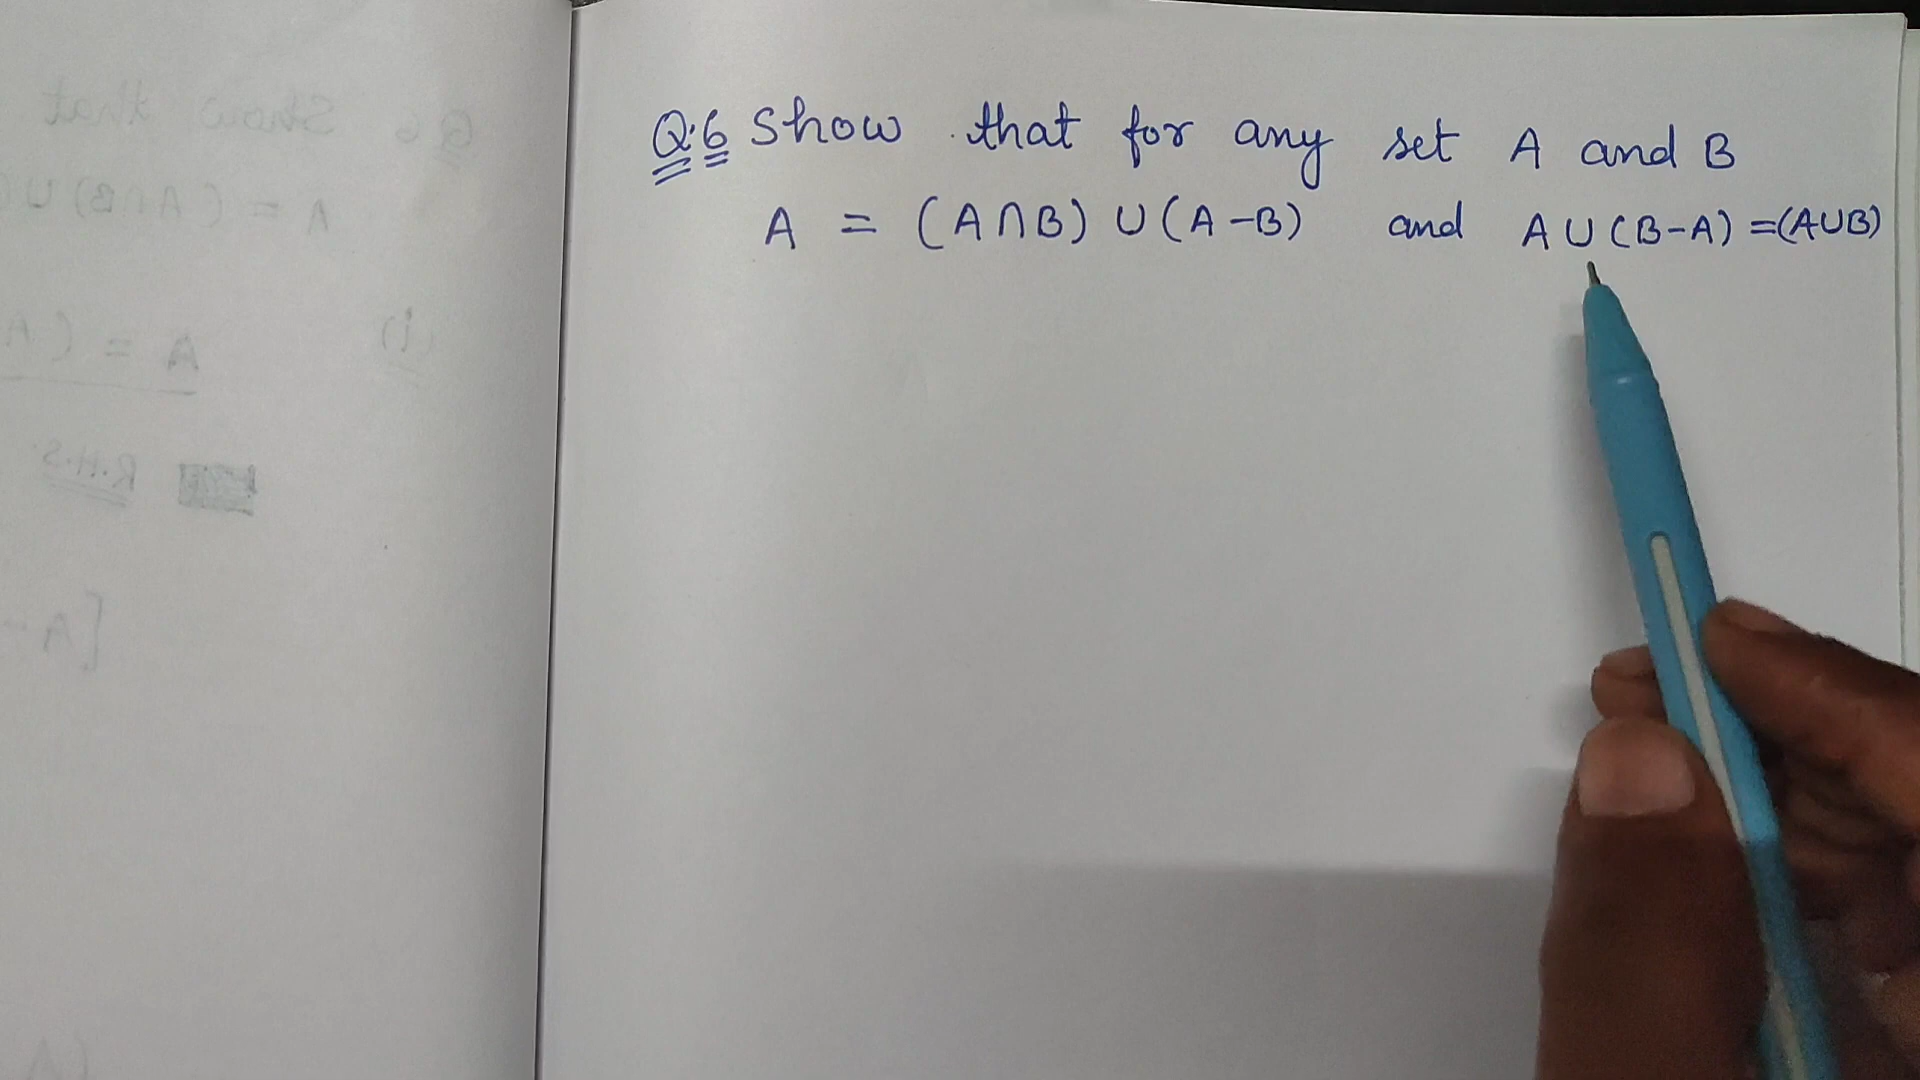 Q.6 Show that for any set A and B
A = (A∩B) ∪ (A-B) and A ∪ (B-A) = (A∪B)